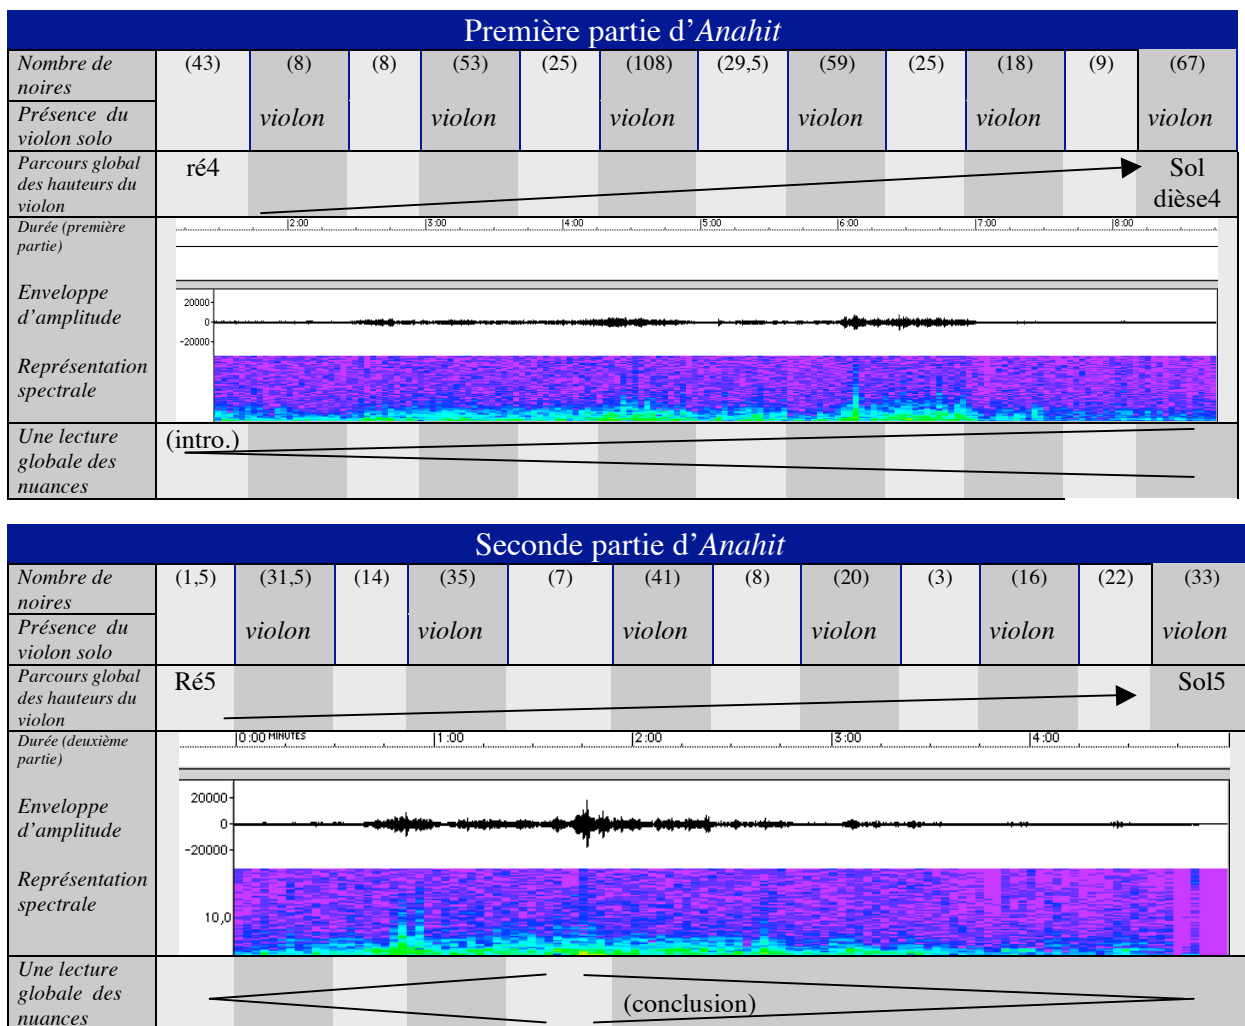 Première partie d’Anahit
Nombre de
noires
(43) (8) (8) (53) (25) (108) (29,5) (59) (25) (18) (9) (67)
Présence du
violon solo
violon violon violon violon violon violon
Parcours global
des hauteurs du
violon
ré4
Sol
dièse4
Durée (première
partie)
2:00 3:00 4:00 5:00 6:00 7:00 8:00
Enveloppe
d’amplitude
20000
0
-20000
Représentation
spectrale
Une lecture
globale des
nuances
(intro.)
Seconde partie d’Anahit
Nombre de
noires
(1,5) (31,5) (14) (35) (7) (41) (8) (20) (3) (16) (22) (33)
Présence du
violon solo
violon violon violon violon violon violon
Parcours global
des hauteurs du
violon
Ré5
Sol5
Durée (deuxième
partie)
0:00 MINUTES 1:00 2:00 3:00 4:00
Enveloppe
d’amplitude
20000
0
-20000
Représentation
spectrale
10,0
Une lecture
globale des
nuances
(conclusion)